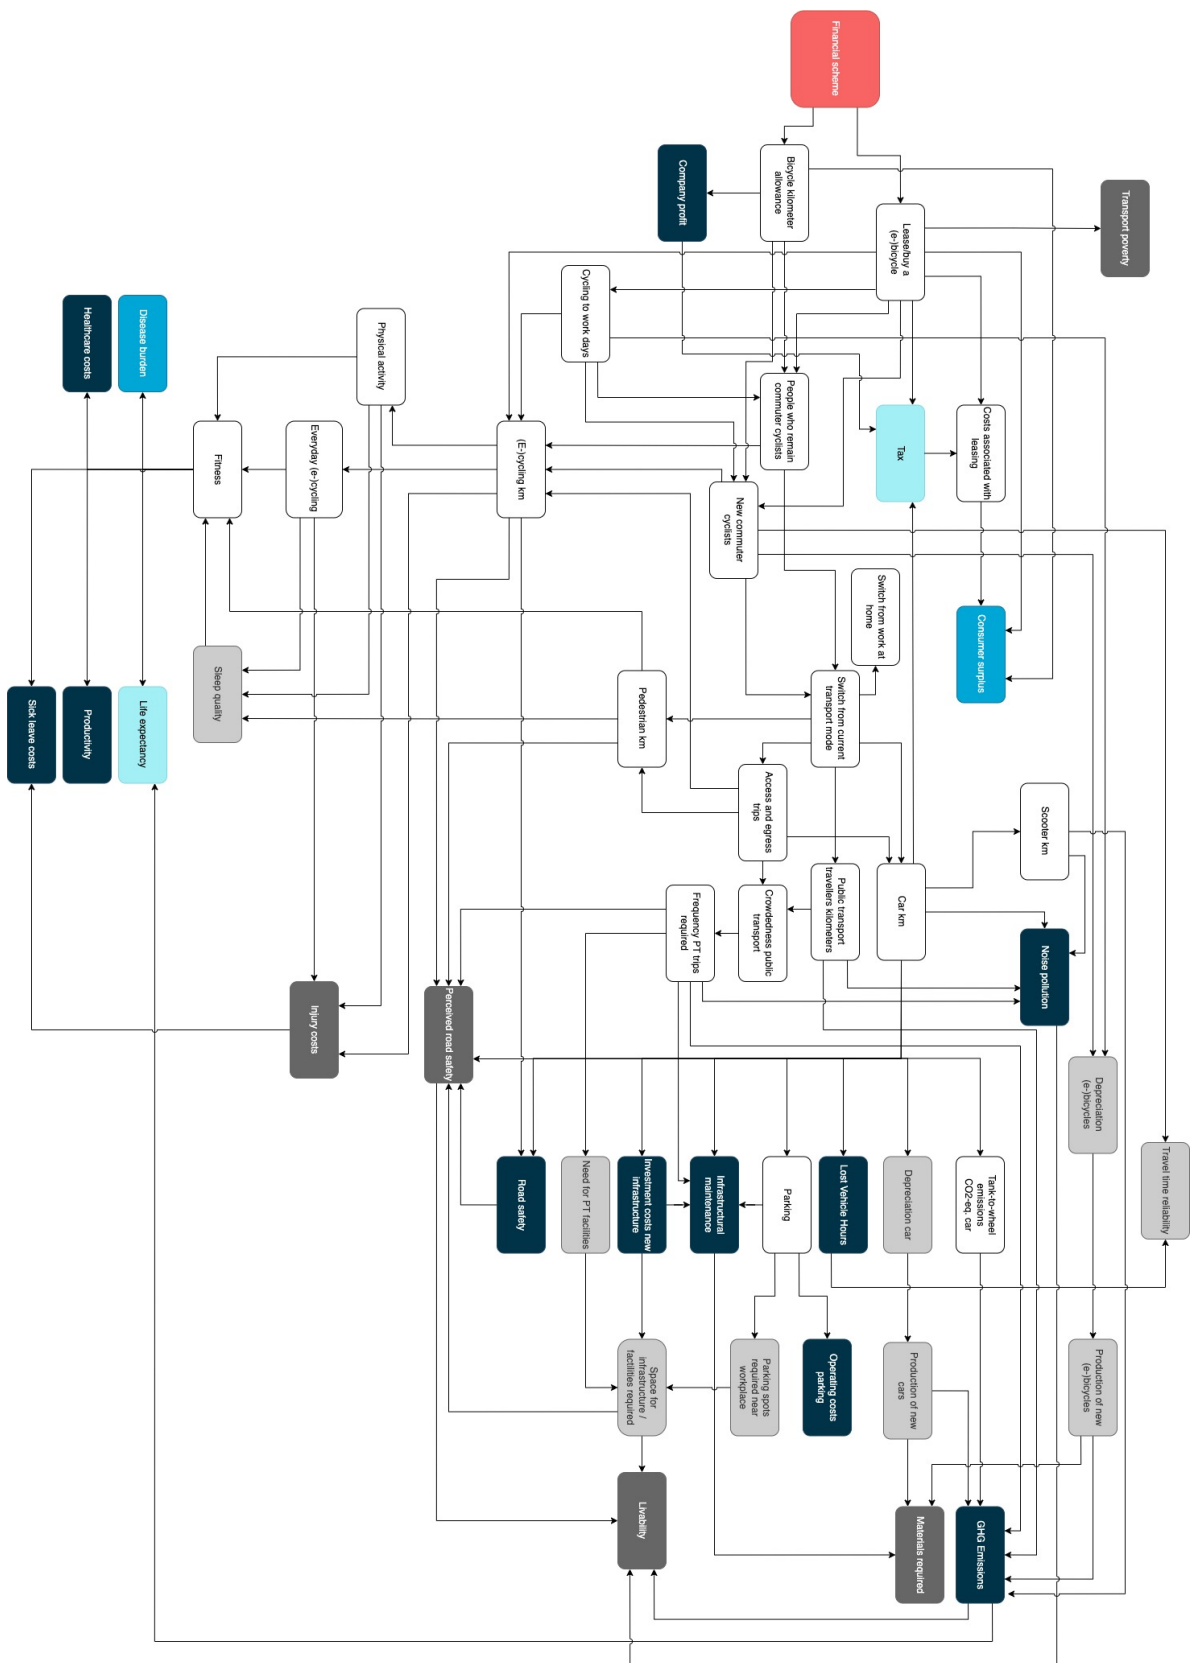 Financial scheme
Transport poverty
Bicycle kilometer
allowance
Company profit
Lease/buy a
(e-)bicycle
Cycling to work days
Healthcare costs
Disease burden
Physical activity
People who remain
commuter cyclists
Tax
Costs associated with
leasing
Fitness
Everyday (e-)cycling
(E-)cycling km
New commuter
cyclists
Switch from work at
home
Consumer surplus
Sick leave costs
Productivity
Life expectancy
Sleep quality
Pedestrian km
Switch from current
transport mode
Access and egress
trips
Scooter km
Frequency PT trips
required
Crowdedness public
transport
Public transport
travellers kilometers
Car km
Noise pollution
Injury costs
Perceived road safety
Depreciation
(e-)bicycles
Travel time reliability
Road safety
Need for PT facilities
Investment costs new
infrastructure
Infrastructural
maintenance
Parking
Lost Vehicle Hours
Depreciation car
Tank-to-wheel
emissions
CO2-eq. car
Space for
infrastructure /
factilities required
Parking spots
required near
workplace
Operating costs
parking
Production of new
cars
Production of new
(e-)bicycles
Livability
Materials required
GHG Emissions